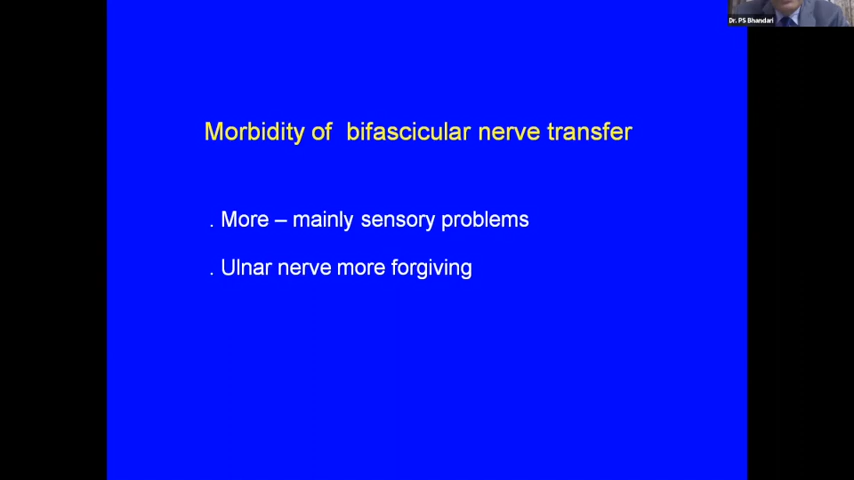 Dr. PS Bhandari
Morbidity of bifascicular nerve transfer
. More – mainly sensory problems
. Ulnar nerve more forgiving